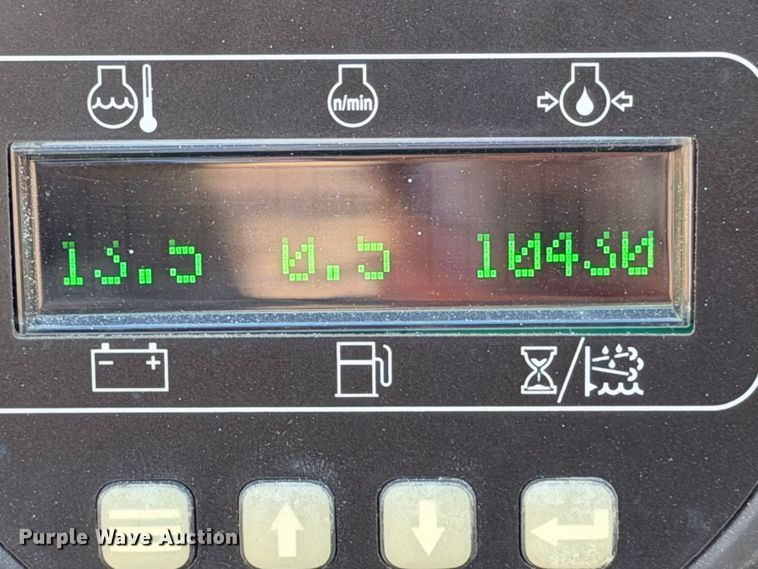 n/min
13.5 0.5 10430
- +
Purple Wave Auction